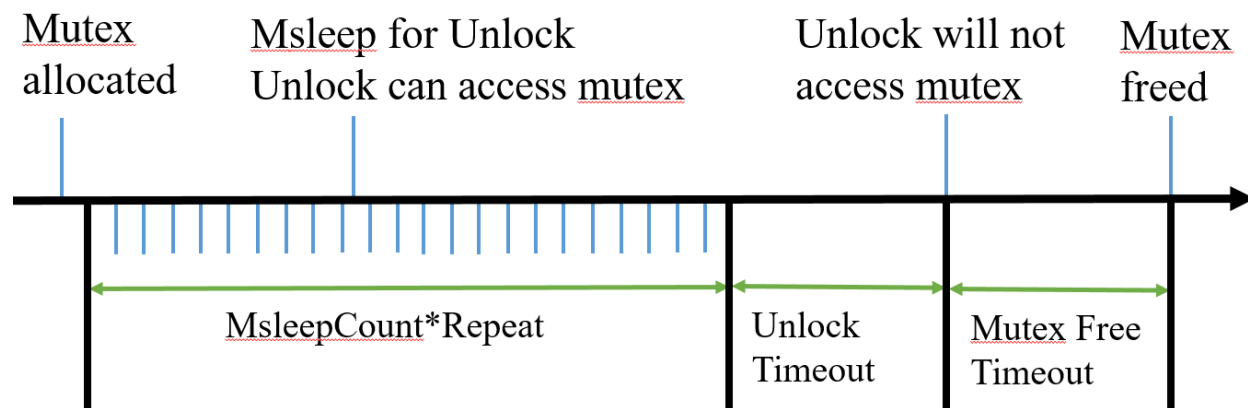 Mutex
allocated
Msleep for Unlock
Unlock can access mutex
Unlock will not
access mutex
Mutex
freed
MsleepCount*Repeat
Unlock
Timeout
Mutex Free
Timeout